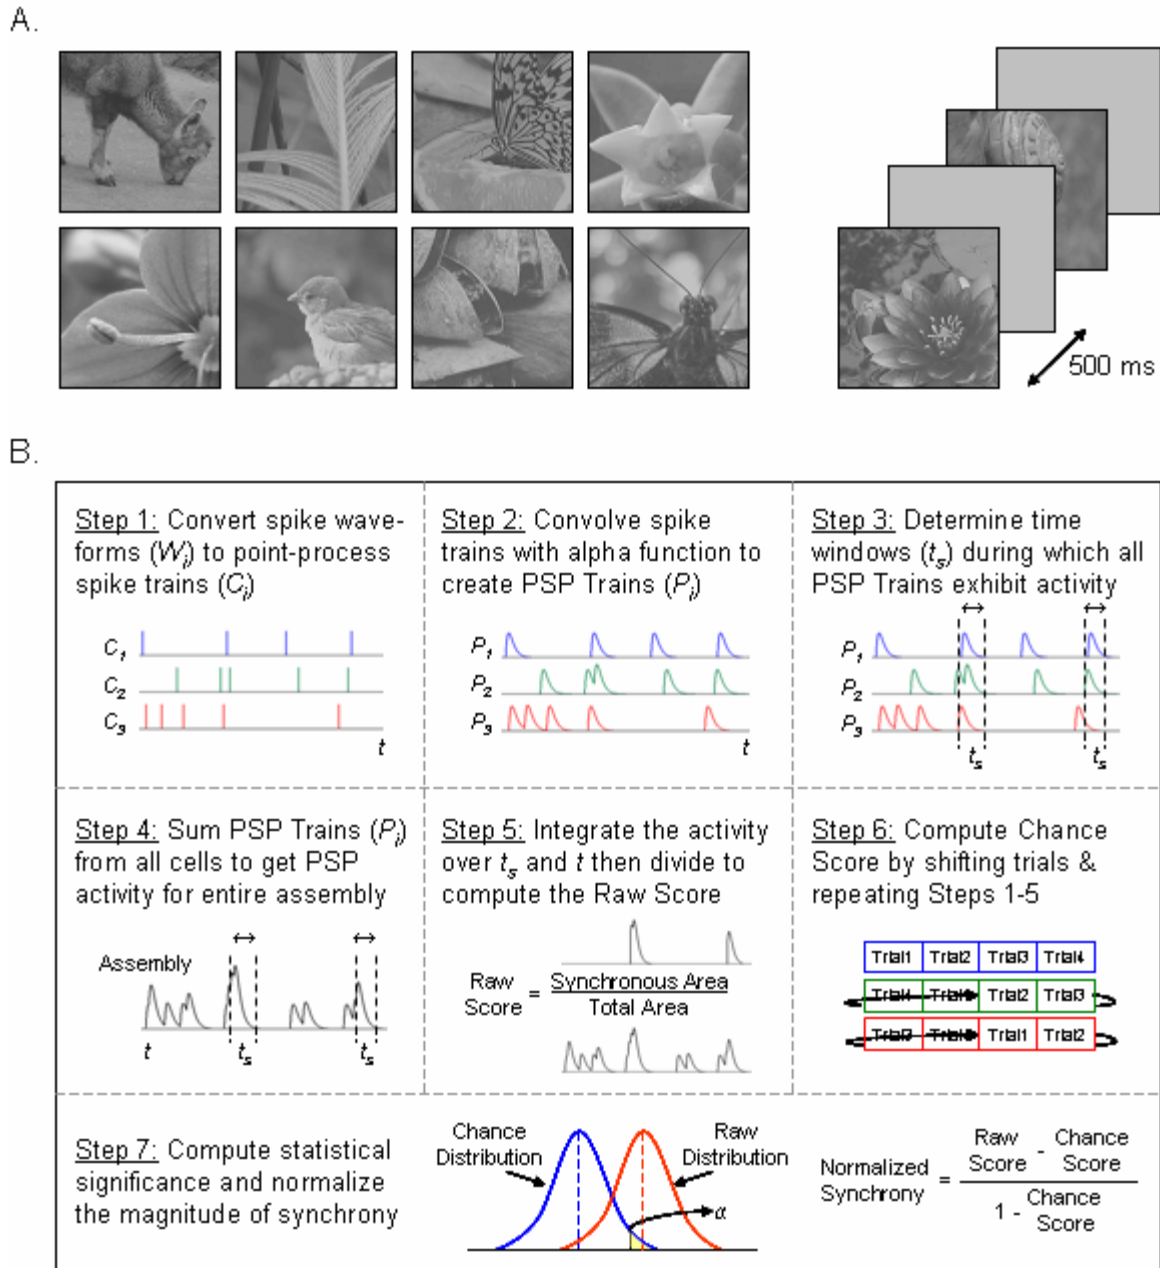 A.
500 ms
B.
Step 1: Convert spike wave-
forms (Wi) to point-process
spike trains (Ci)
C1
C2
C3
t
Step 2: Convolve spike
trains with alpha function to
create PSP Trains (Pi)
P1
P2
P3
t
Step 3: Determine time
windows (ts) during which all
PSP Trains exhibit activity
P1
P2
P3
ts ts
Step 4: Sum PSP Trains (Pi)
from all cells to get PSP
activity for entire assembly
Assembly
t ts ts
Step 5: Integrate the activity
over ts and t then divide to
compute the Raw Score
Raw
Score = Synchronous Area
Total Area
Step 6: Compute Chance
Score by shifting trials &
repeating Steps 1-5
Trial1 Trial2 Trial3 Trial4
Trial4 Trial2 Trial3
Trial3 Trial1 Trial2
Step 7: Compute statistical
significance and normalize
the magnitude of synchrony
Chance
Distribution
Raw
Distribution
α
Normalized
Synchrony =
Raw
Score - Chance
Score
1 - Chance
Score